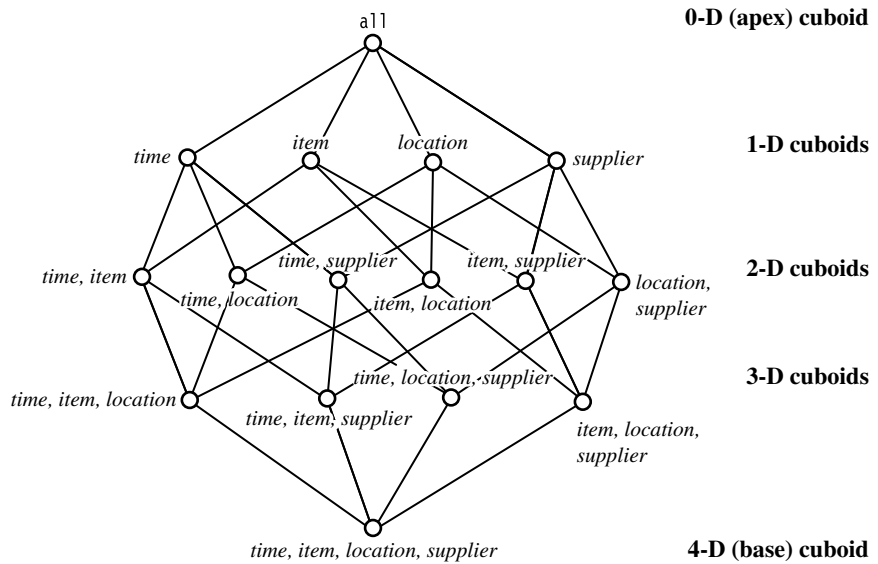 0-D (apex) cuboid
all
1-D cuboids
time
item
location
supplier
2-D cuboids
time, item
time, location
time, supplier
item, location
item, supplier
location,
supplier
3-D cuboids
time, item, location
time, item, supplier
time, location, supplier
item, location,
supplier
time, item, location, supplier
4-D (base) cuboid